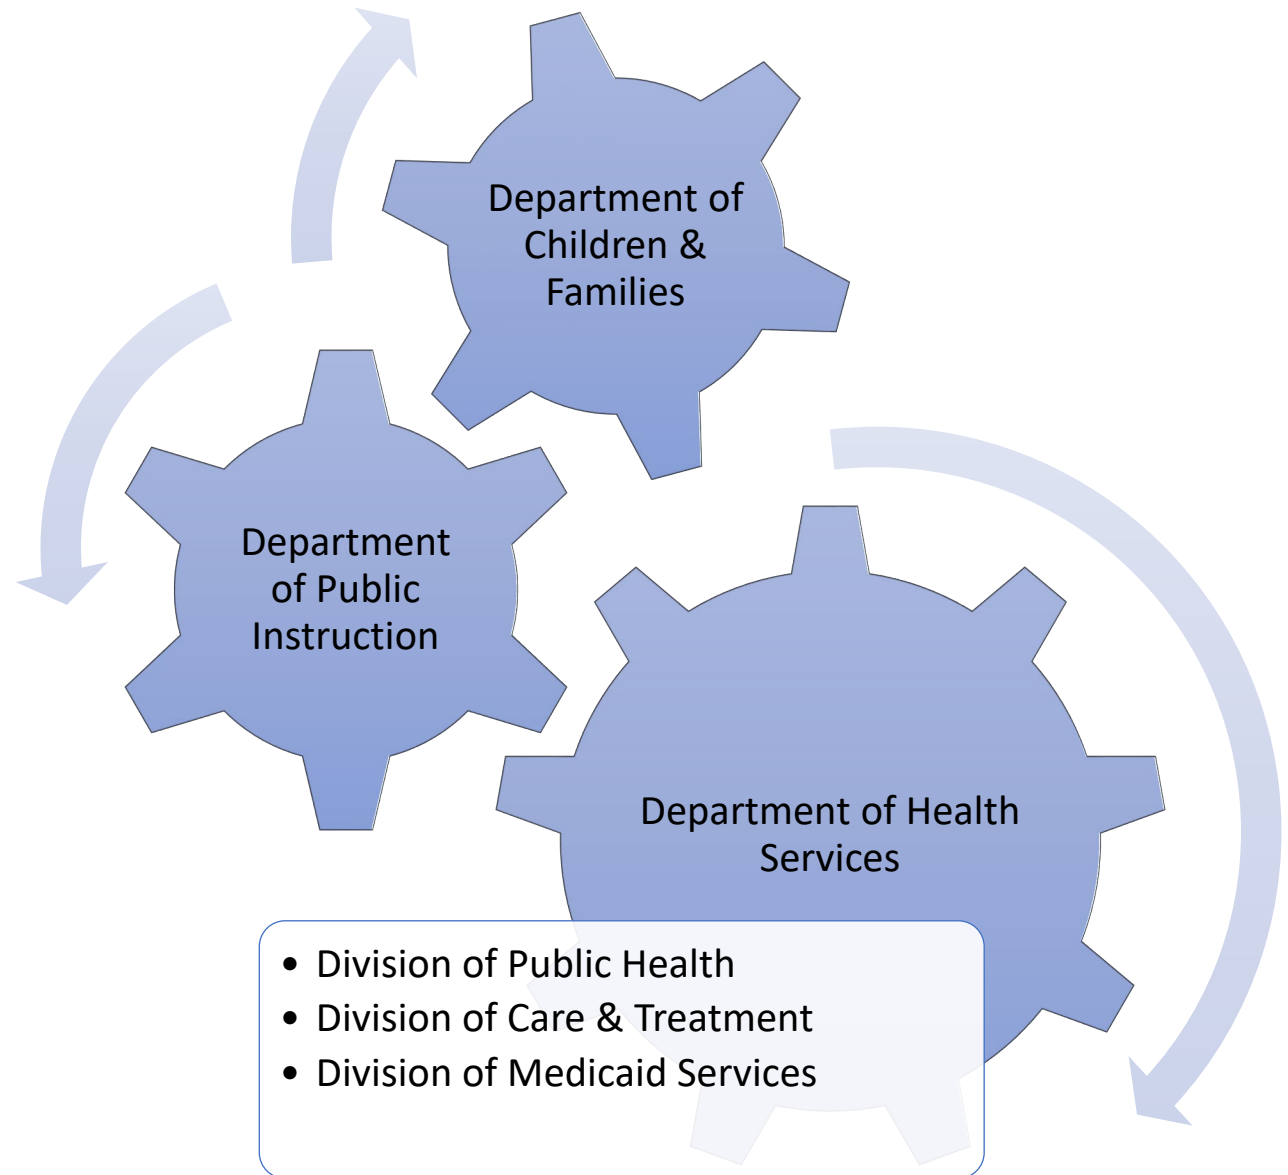 Department of
Children &
Families
Department
of Public
Instruction
Department of Health
Services
• Division of Public Health
• Division of Care & Treatment
• Division of Medicaid Services